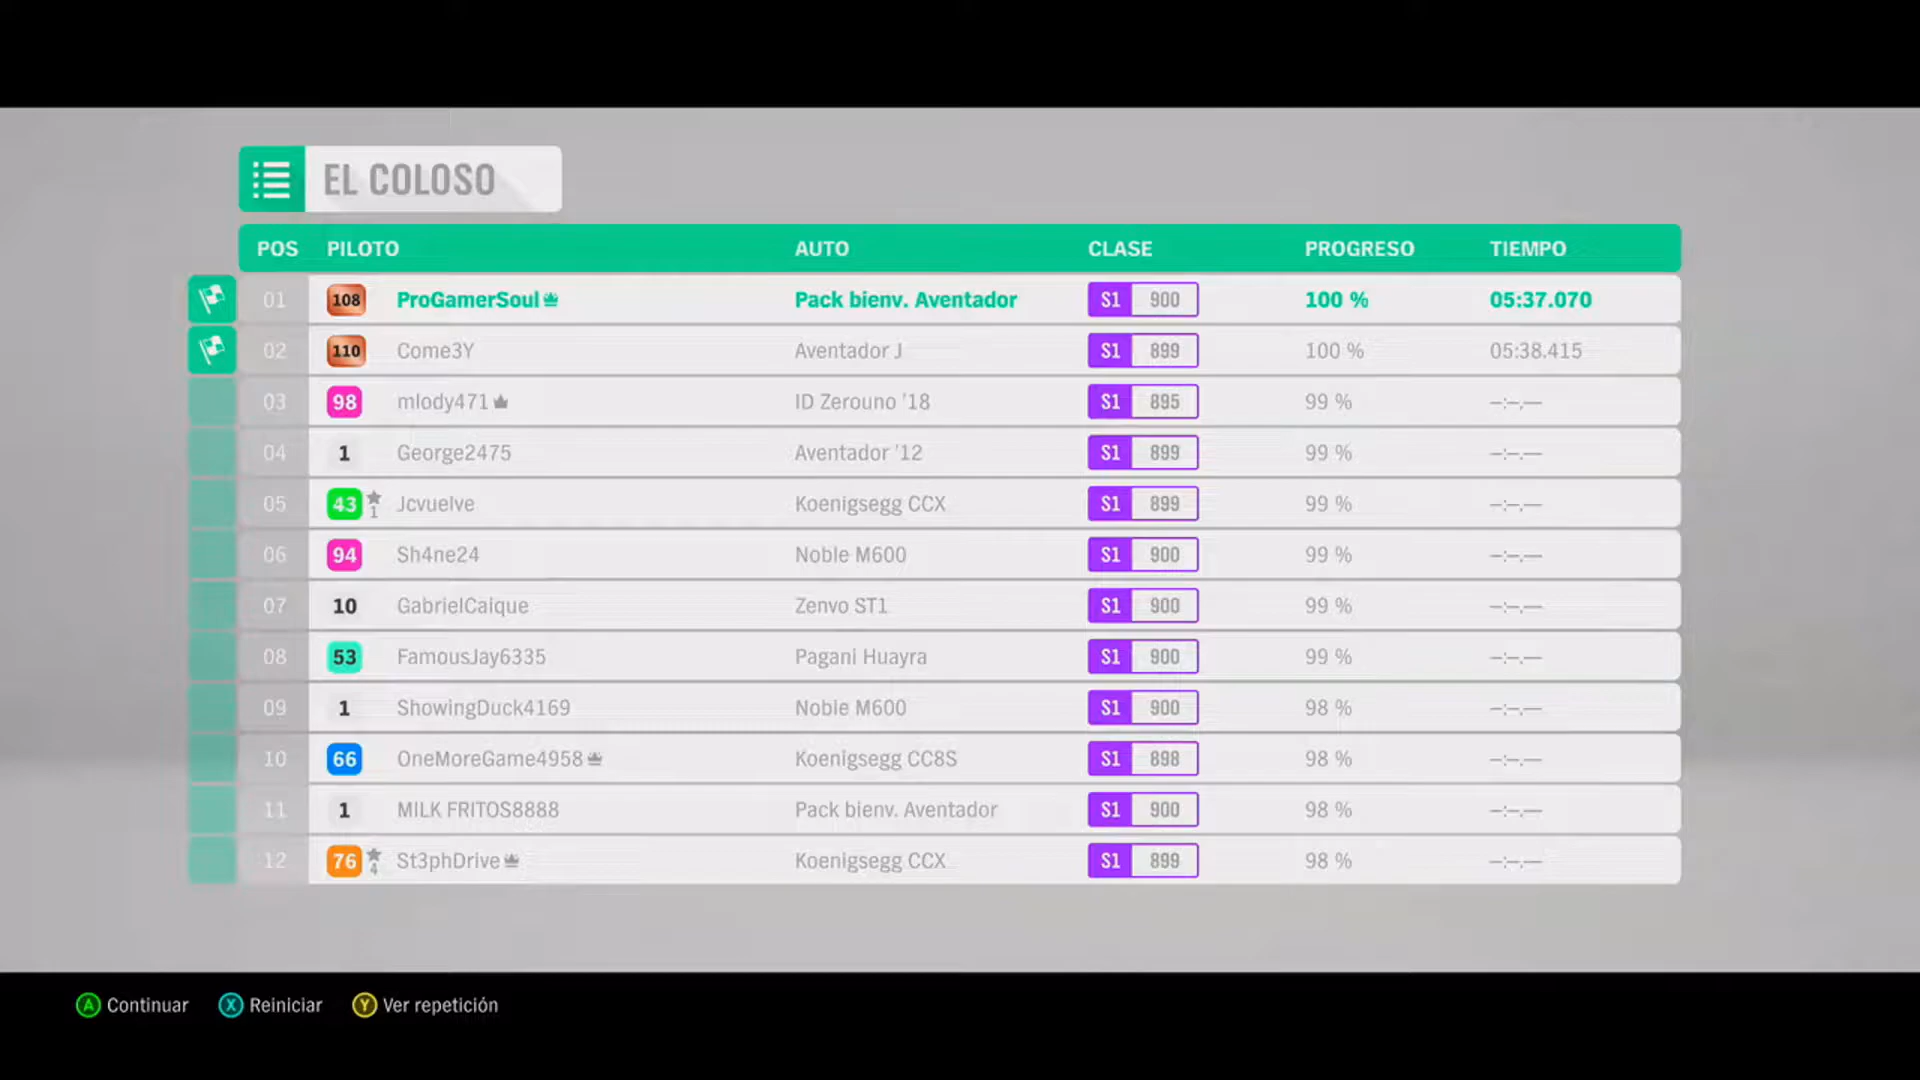 EL COLOSO
POS PILOTO AUTO CLASE PROGRESO TIEMPO
01 108 ProGamerSoul Pack bienv. Aventador S1 900 100 % 05:37.070
02 110 Come3Y Aventador J S1 899 100 % 05:38.415
03 98 mlody471 ID Zerouno '18 S1 895 99 % --:--.---
04 1 George2475 Aventador '12 S1 899 99 % --:--.---
05 43 1 Jcvuelve Koenigsegg CCX S1 899 99 % --:--.---
06 94 Sh4ne24 Noble M600 S1 900 99 % --:--.---
07 10 GabrielCaique Zenvo ST1 S1 900 99 % --:--.---
08 53 FamousJay6335 Pagani Huayra S1 900 99 % --:--.---
09 1 ShowingDuck4169 Noble M600 S1 900 98 % --:--.---
10 66 OneMoreGame4958 Koenigsegg CC8S S1 898 98 % --:--.---
11 1 MILK FRITOS8888 Pack bienv. Aventador S1 900 98 % --:--.---
12 76 4 St3phDrive Koenigsegg CCX S1 899 98 % --:--.---
A Continuar X Reiniciar Y Ver repetición